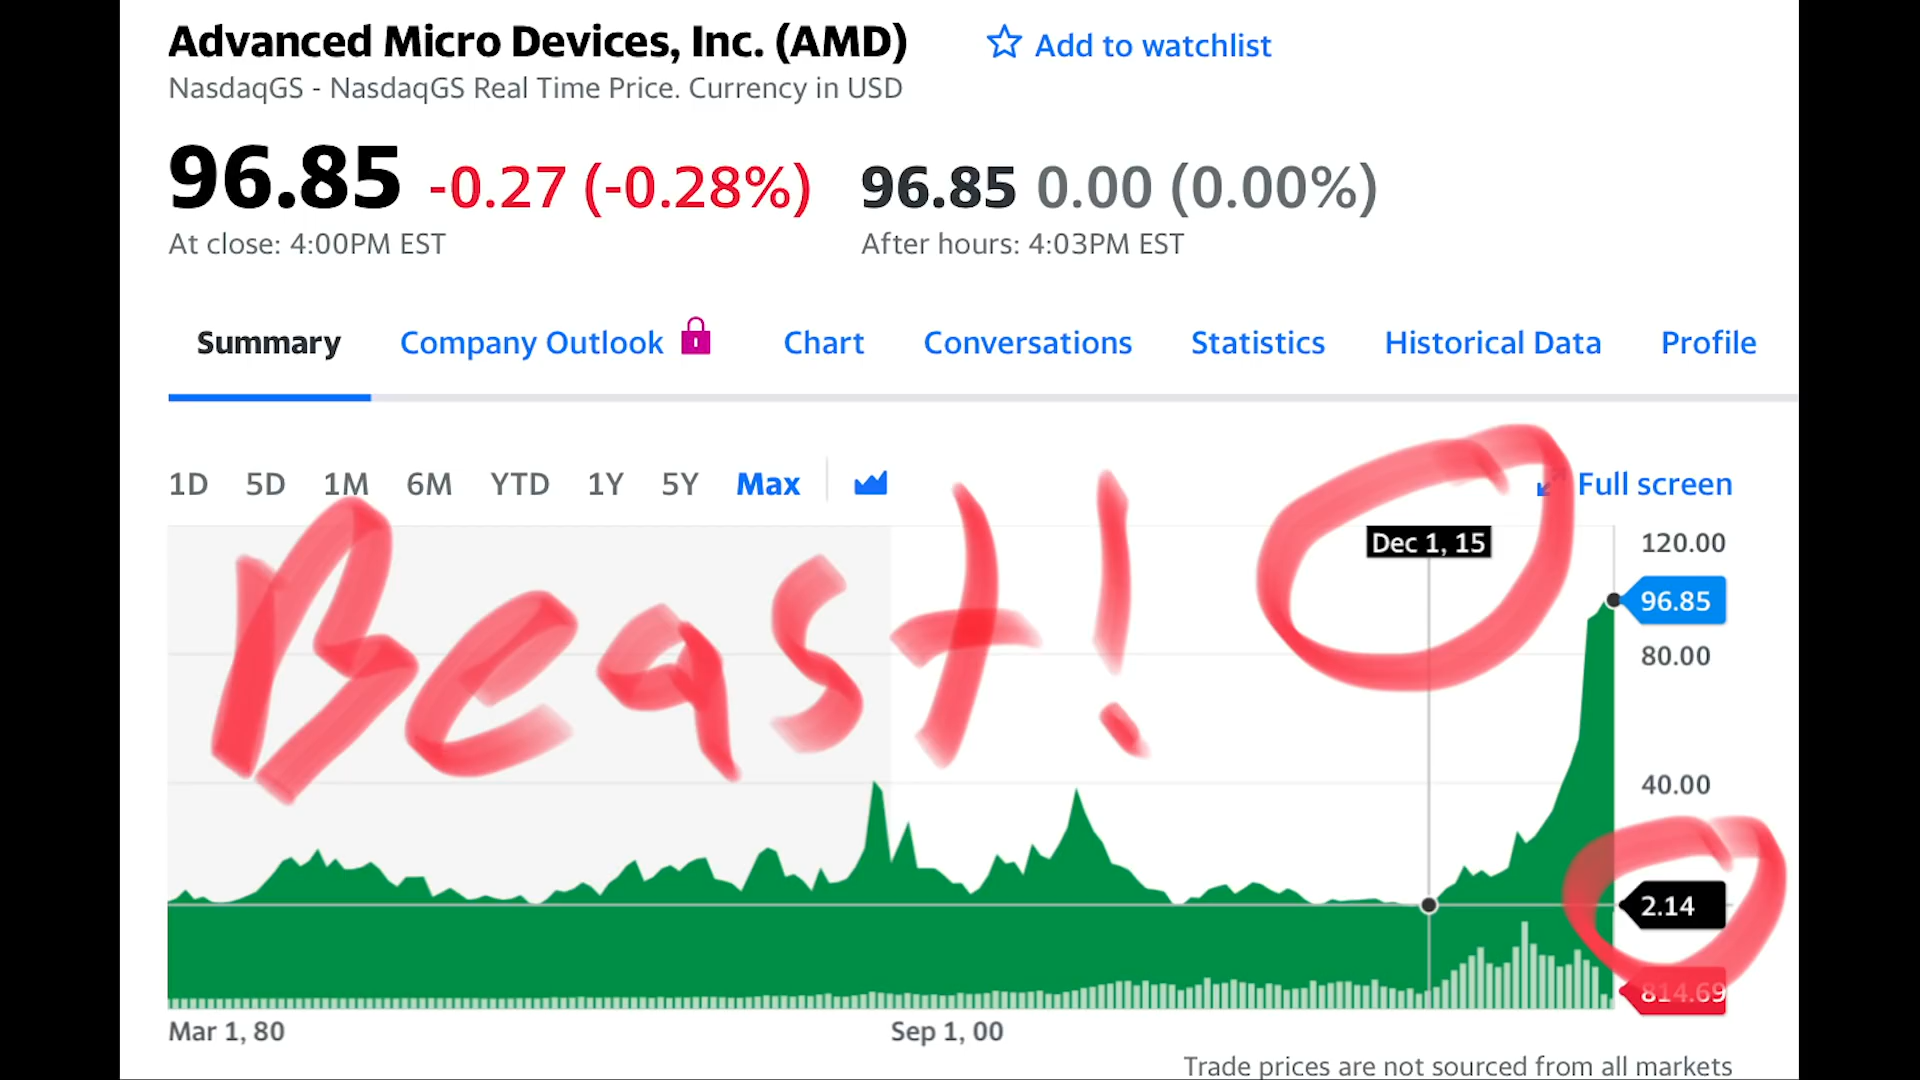 Advanced Micro Devices, Inc. (AMD) Add to watchlist
NasdaqGS - NasdaqGS Real Time Price. Currency in USD
96.85 -0.27 (-0.28%) 96.85 0.00 (0.00%)
At close: 4:00PM EST After hours: 4:03PM EST
Summary Company Outlook Chart Conversations Statistics Historical Data Profile
1D 5D 1M 6M YTD 1Y 5Y Max Full screen
Dec 1, 15 120.00
96.85
Beast!
80.00
40.00
2.14
814.69
Mar 1, 80 Sep 1, 00
Trade prices are not sourced from all markets